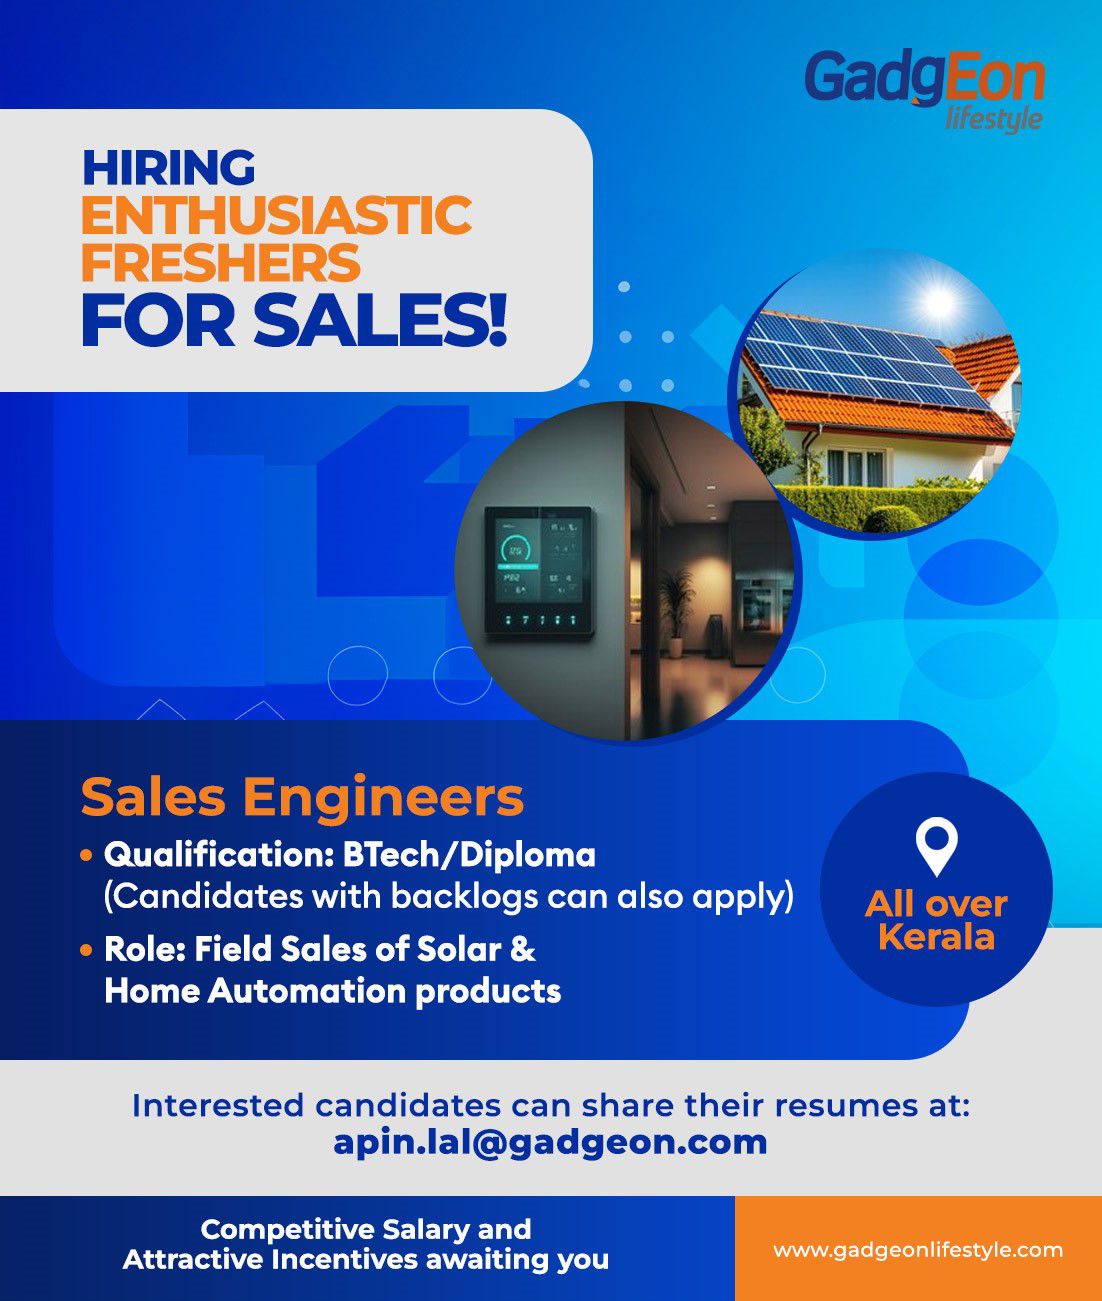 GadgEon
lifestyle
HIRING
ENTHUSIASTIC
FRESHERS
FOR SALES!
Sales Engineers
• Qualification: BTech/Diploma
(Candidates with backlogs can also apply)
• Role: Field Sales of Solar &
Home Automation products
All over
Kerala
Interested candidates can share their resumes at:
apin.lal@gadgeon.com
Competitive Salary and
Attractive Incentives awaiting you
www.gadgeonlifestyle.com